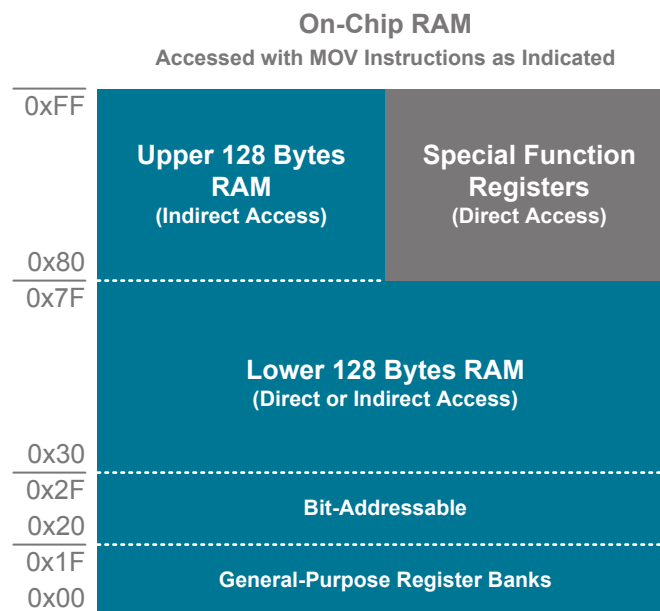 On-Chip RAM
Accessed with MOV Instructions as Indicated
0xFF
Upper 128 Bytes
RAM
(Indirect Access)
Special Function
Registers
(Direct Access)
0x80
0x7F
Lower 128 Bytes RAM
(Direct or Indirect Access)
0x30
0x2F
Bit-Addressable
0x20
0x1F
General-Purpose Register Banks
0x00